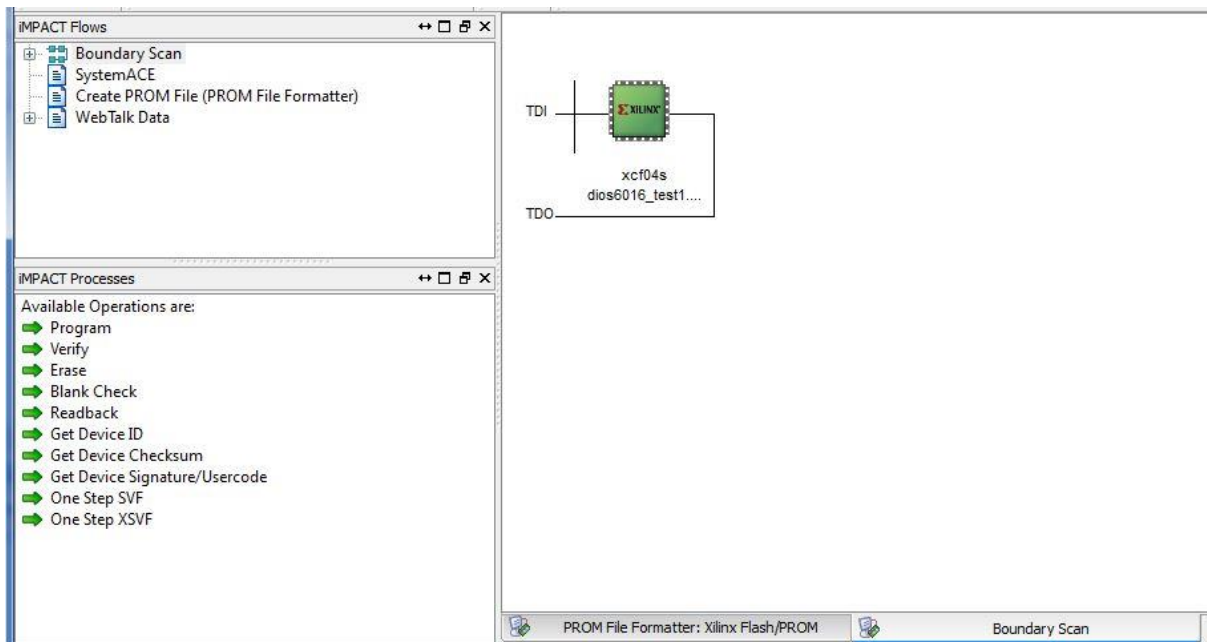 iMPACT Flows
Boundary Scan
SystemACE
Create PROM File (PROM File Formatter)
WebTalk Data
iMPACT Processes
Available Operations are:
Program
Verify
Erase
Blank Check
Readback
Get Device ID
Get Device Checksum
Get Device Signature/Usercode
One Step SVF
One Step XSVF
TDI
XILINX
xcf04s
dios6016_test1....
TDO
PROM File Formatter: Xilinx Flash/PROM
Boundary Scan